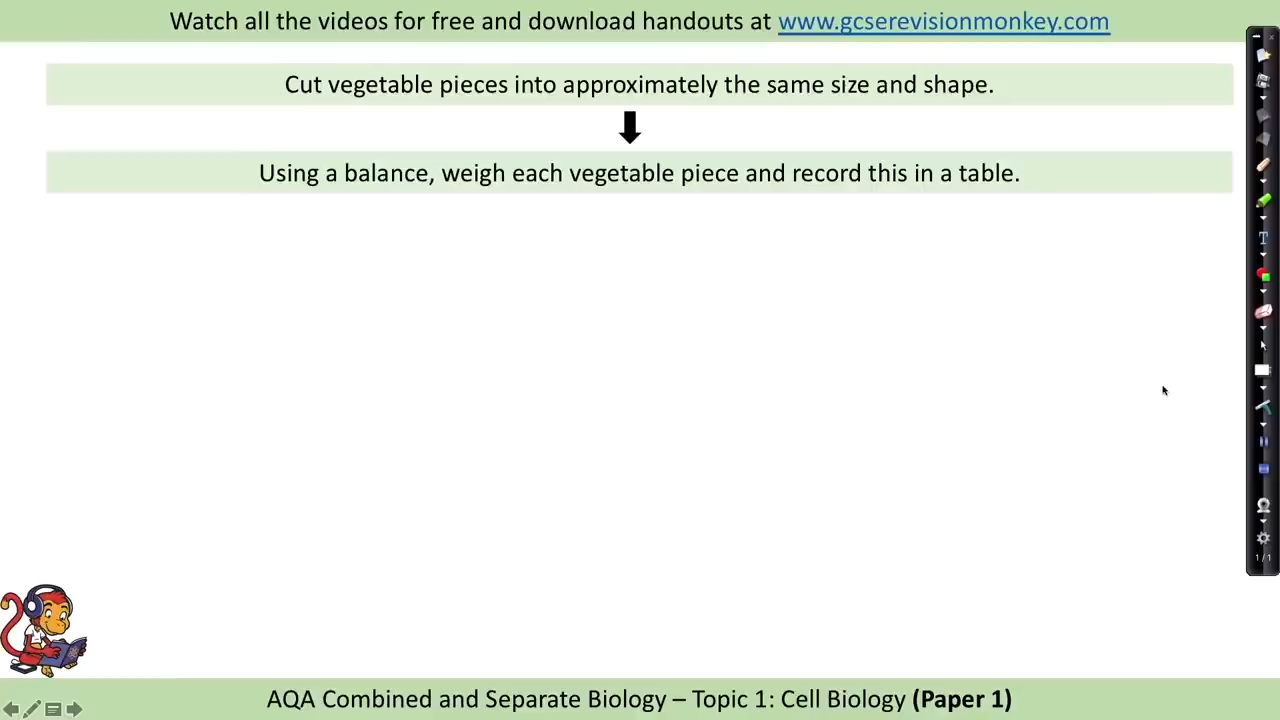 Watch all the videos for free and download handouts at www.gcserevisionmonkey.com
Cut vegetable pieces into approximately the same size and shape.
Using a balance, weigh each vegetable piece and record this in a table.
T
1 / 1
AQA Combined and Separate Biology – Topic 1: Cell Biology (Paper 1)